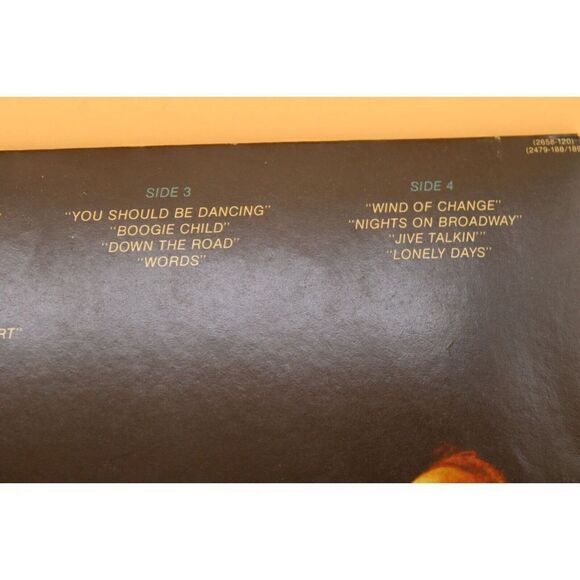 (2658-120)
(2479-188/189
SIDE 3
"YOU SHOULD BE DANCING"
"BOOGIE CHILD"
"DOWN THE ROAD"
"WORDS"
SIDE 4
"WIND OF CHANGE"
"NIGHTS ON BROADWAY"
"JIVE TALKIN'"
"LONELY DAYS"
RT"